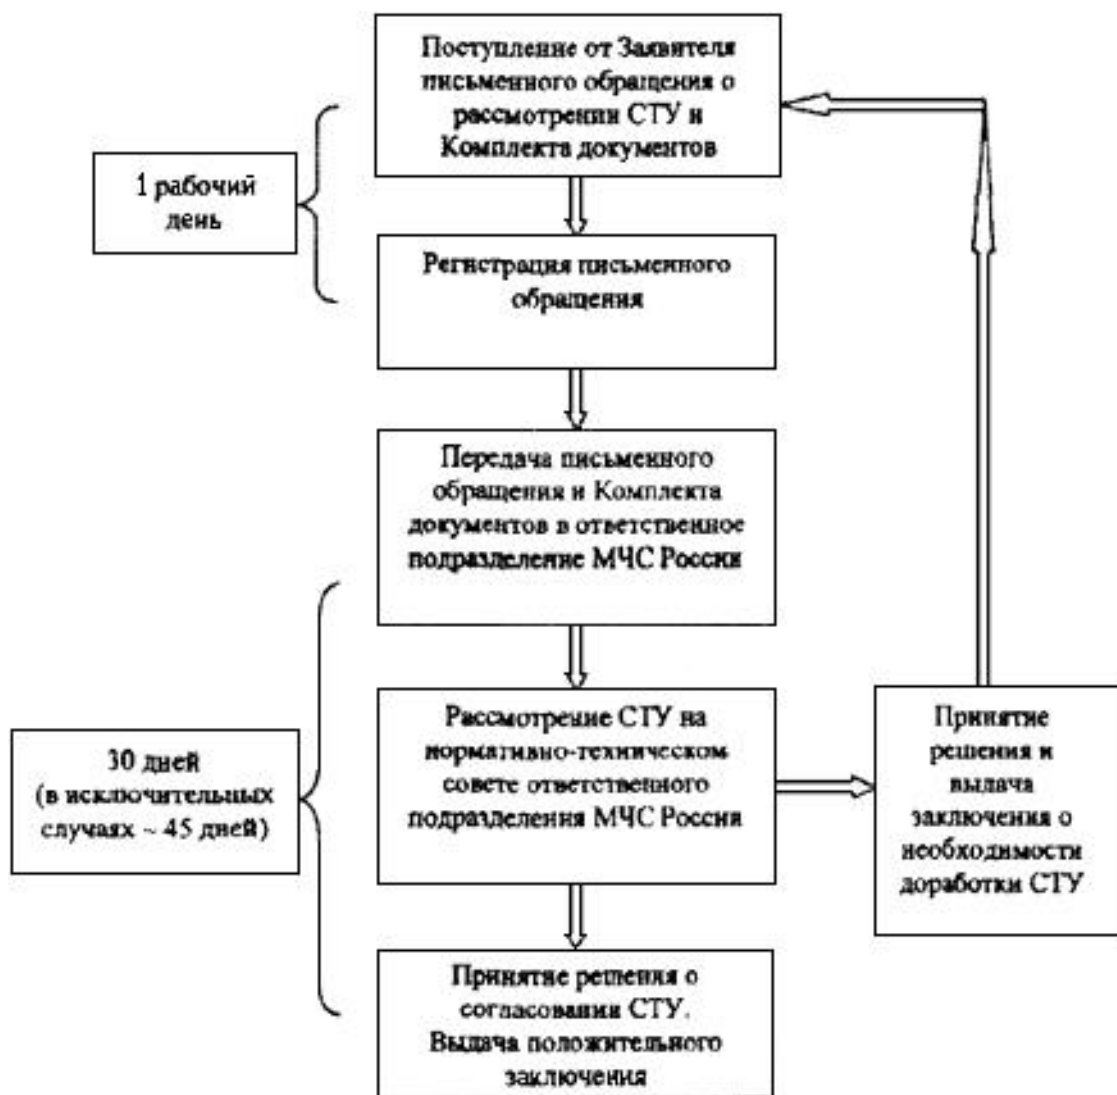 Поступление от Заявителя
письменного обращения о
рассмотрении СТУ и
Комплекта документов
1 рабочий
день
Регистрация письменного
обращения
Передача письменного
обращения и Комплекта
документов в ответственное
подразделение МЧС России
30 дней
(в исключительных
случаях ~ 45 дней)
Рассмотрение СТУ на
нормативно-техническом
совете ответственного
подразделения МЧС России
Принятие
решения и
выдача
заключения о
необходимости
доработки СТУ
Принятие решения о
согласовании СТУ.
Выдача положительного
заключения